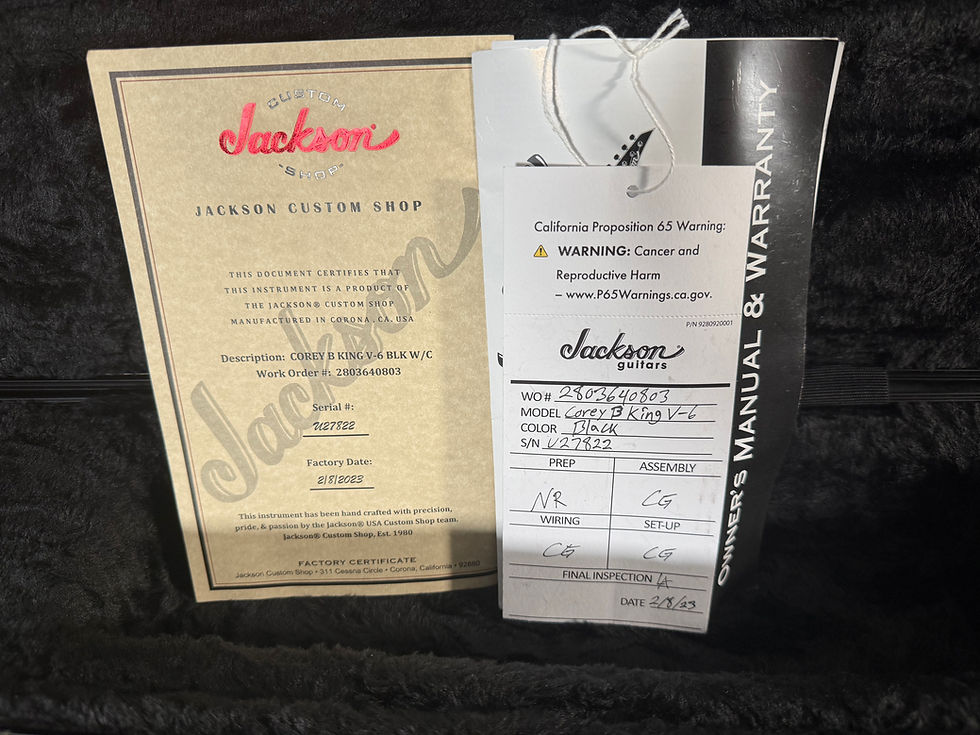 CUSTOM
Jackson®
-SHOP-
JACKSON CUSTOM SHOP
THIS DOCUMENT CERTIFIES THAT
THIS INSTRUMENT IS A PRODUCT OF
THE JACKSON® CUSTOM SHOP
MANUFACTURED IN CORONA , CA. USA
Jackson
Description: COREY B KING V-6 BLK W/C
Work Order #: 2803640803
Serial #:
U27822
Factory Date:
2/8/2023
This instrument has been hand crafted with precision,
pride, & passion by the Jackson® USA Custom Shop team.
Jackson® Custom Shop, Est. 1980
FACTORY CERTIFICATE
Jackson Custom Shop • 311 Cessna Circle • Corona, California • 92880
California Proposition 65 Warning:
WARNING: Cancer and
Reproductive Harm
– www.P65Warnings.ca.gov.
P/N 9280920001
Jackson
guitars
WO# 2803640803
MODEL Corey B King V-6
COLOR Black
S/N U27822
PREP ASSEMBLY
NR CG
WIRING SET-UP
CG CG
FINAL INSPECTION
DATE 2/8/23
OWNER'S MANUAL & WARRANTY